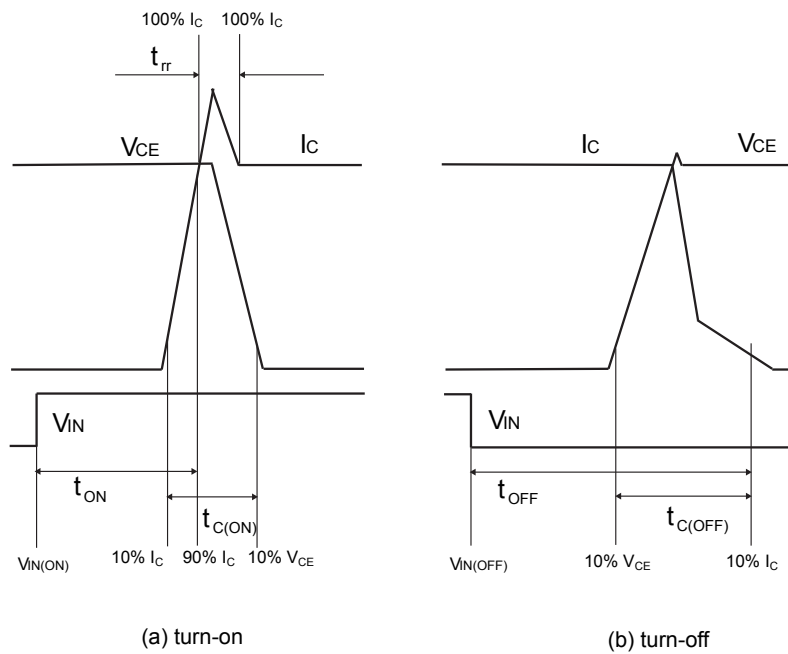 100% IC 100% IC
trr
VCE IC
IC VCE
VIN
VIN
tON
tOFF
tC(ON)
tC(OFF)
VIN(ON) 10% IC 90% IC 10% VCE
VIN(OFF) 10% VCE 10% IC
(a) turn-on
(b) turn-off